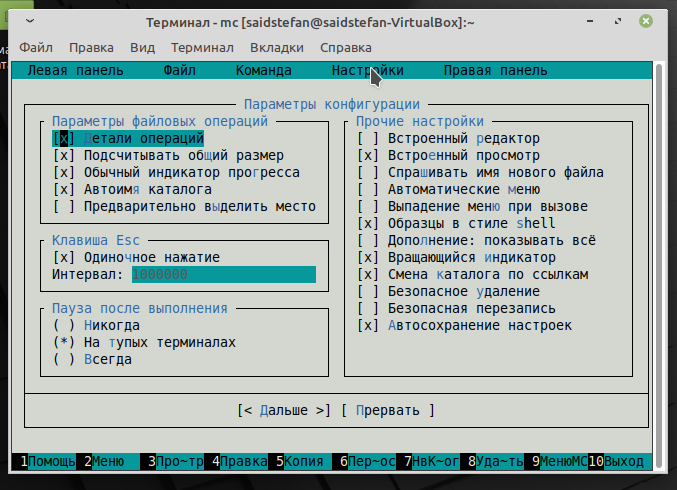 Терминал - mc [saidstefan@saidstefan-VirtualBox]:~
Файл Правка Вид Терминал Вкладки Справка
Левая панель Файл Команда Настройки Правая панель
Параметры конфигурации
Параметры файловых операций
[x] Детали операций
[x] Подсчитывать общий размер
[x] Обычный индикатор прогресса
[x] Автоимя каталога
[ ] Предварительно выделить место
Клавиша Esc
[x] Одиночное нажатие
Интервал: 1000000
Пауза после выполнения
( ) Никогда
(*) На тупых терминалах
( ) Всегда
Прочие настройки
[ ] Встроенный редактор
[x] Встроенный просмотр
[ ] Спрашивать имя нового файла
[ ] Автоматические меню
[ ] Выпадение меню при вызове
[x] Образцы в стиле shell
[ ] Дополнение: показывать всё
[x] Вращающийся индикатор
[x] Смена каталога по ссылкам
[ ] Безопасное удаление
[ ] Безопасная перезапись
[x] Автосохранение настроек
[< Дальше >] [ Прервать ]
1Помощь 2Меню 3Про~тр 4Правка 5Копия 6Пер~ос 7НвК~ог 8Уда~ть 9МенюMC 10Выход